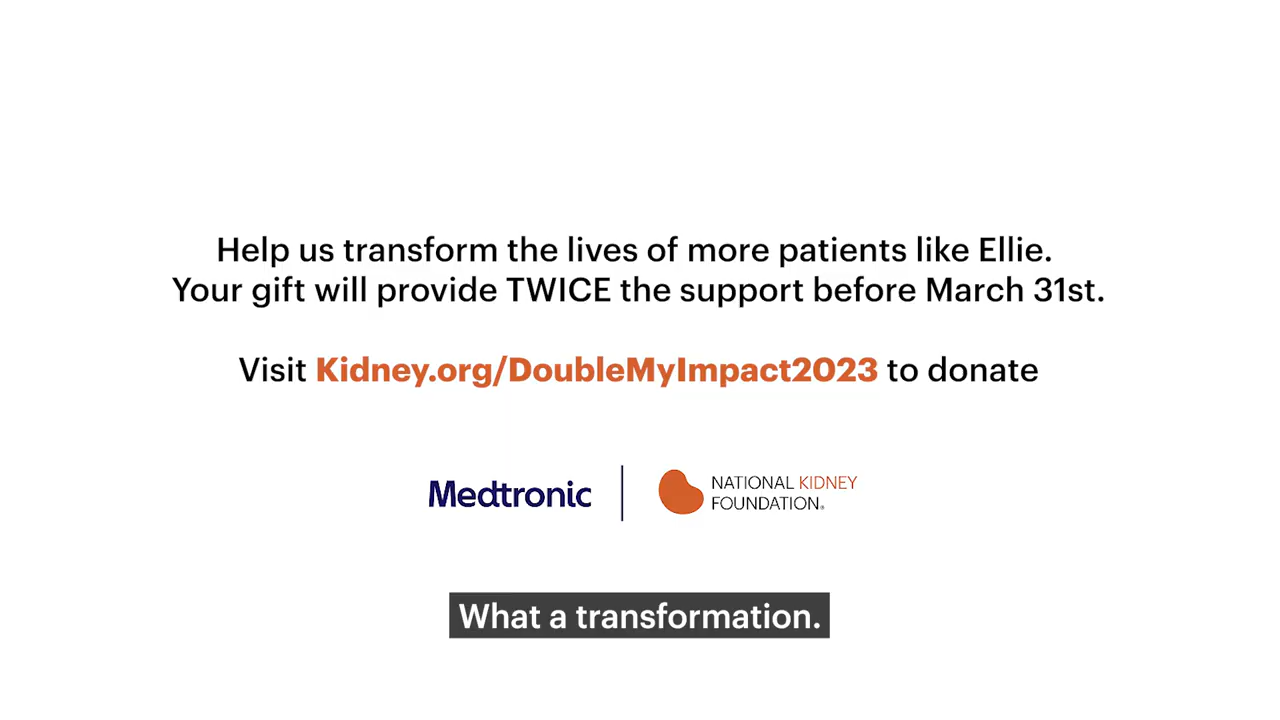 Help us transform the lives of more patients like Ellie.
Your gift will provide TWICE the support before March 31st.
Visit Kidney.org/DoubleMyImpact2023 to donate
Medtronic
NATIONAL KIDNEY
FOUNDATION®
What a transformation.